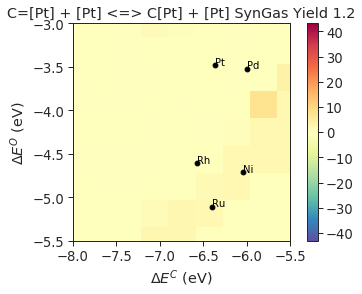 C=[Pt] + [Pt] <=> C[Pt] + [Pt] SynGas Yield 1.2
−3.0
−3.5
−4.0
−4.5
−5.0
−5.5
ΔE^O (eV)
Pt
Pd
Rh
Ni
Ru
−8.0 −7.5 −7.0 −6.5 −6.0 −5.5
ΔE^C (eV)
40
30
20
10
0
−10
−20
−30
−40